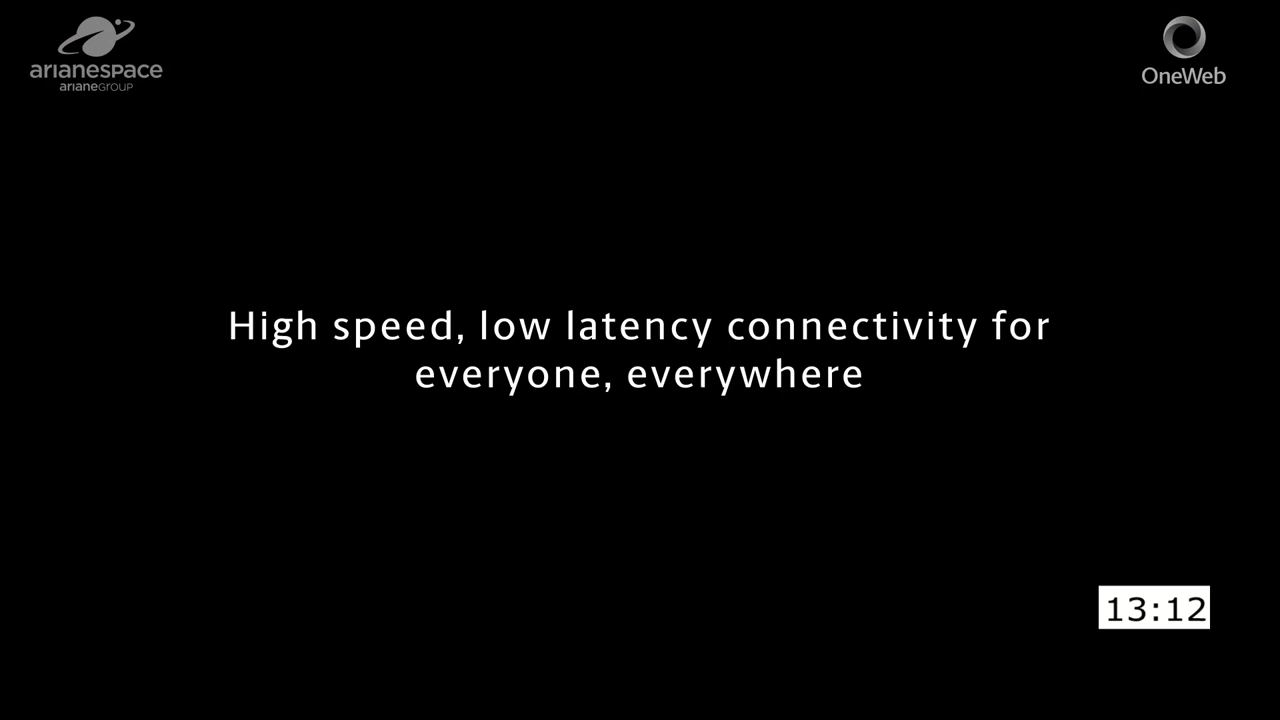 arianespace
arianeGROUP
OneWeb
High speed, low latency connectivity for
everyone, everywhere
13:12